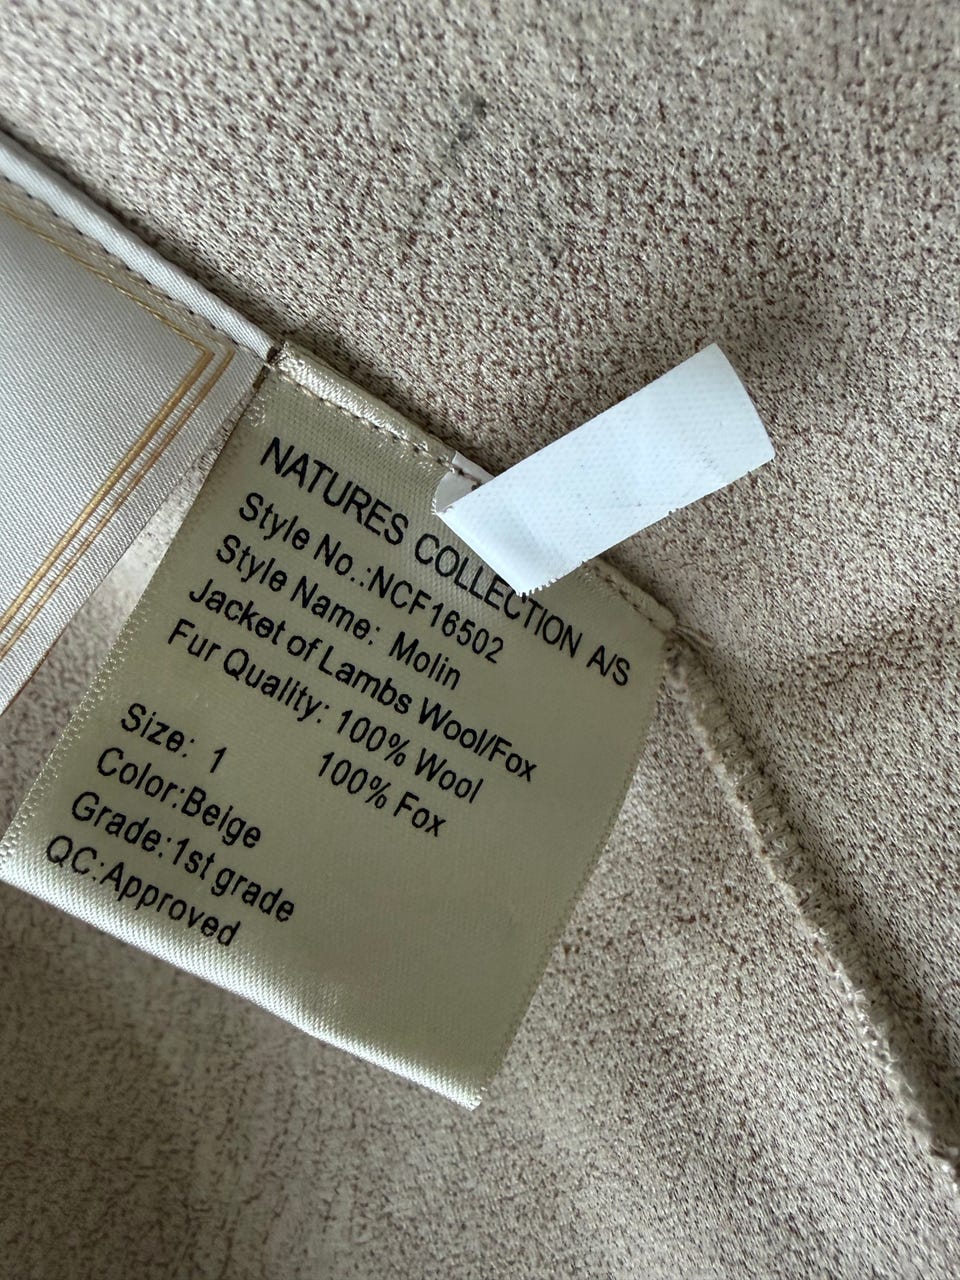 NATURES COLLECTION A/S
Style No.:NCF16502
Style Name: Molin
Jacket of Lambs Wool/Fox
Fur Quality: 100% Wool
100% Fox
Size: 1
Color:Beige
Grade:1st grade
QC:Approved